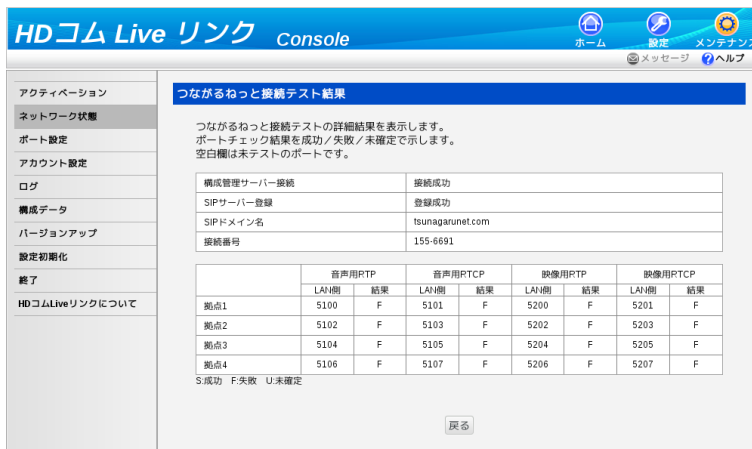 HDコム Live リンク Console
ホーム 設定 メンテナンス
メッセージ ヘルプ
アクティベーション
ネットワーク状態
ポート設定
アカウント設定
ログ
構成データ
バージョンアップ
設定初期化
終了
HDコムLiveリンクについて
つながるねっと接続テスト結果
つながるねっと接続テストの詳細結果を表示します。
ポートチェック結果を成功/失敗/未確定で示します。
空白欄は未テストのポートです。
構成管理サーバー接続 接続成功
SIPサーバー登録 登録成功
SIPドメイン名 tsunagarunet.com
接続番号 155-6691
音声用RTP 音声用RTCP 映像用RTP 映像用RTCP
LAN側 結果 LAN側 結果 LAN側 結果 LAN側 結果
拠点1 5100 F 5101 F 5200 F 5201 F
拠点2 5102 F 5103 F 5202 F 5203 F
拠点3 5104 F 5105 F 5204 F 5205 F
拠点4 5106 F 5107 F 5206 F 5207 F
S:成功 F:失敗 U:未確定
戻る